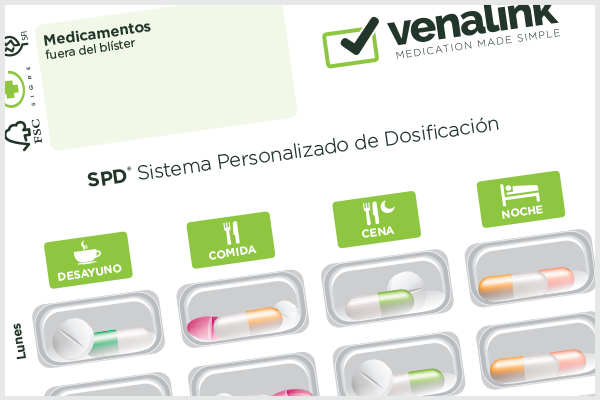 Medicamentos
fuera del blíster
SIGRE
FSC
venalink
MEDICATION MADE SIMPLE
SPD® Sistema Personalizado de Dosificación
DESAYUNO
COMIDA
CENA
NOCHE
Lunes